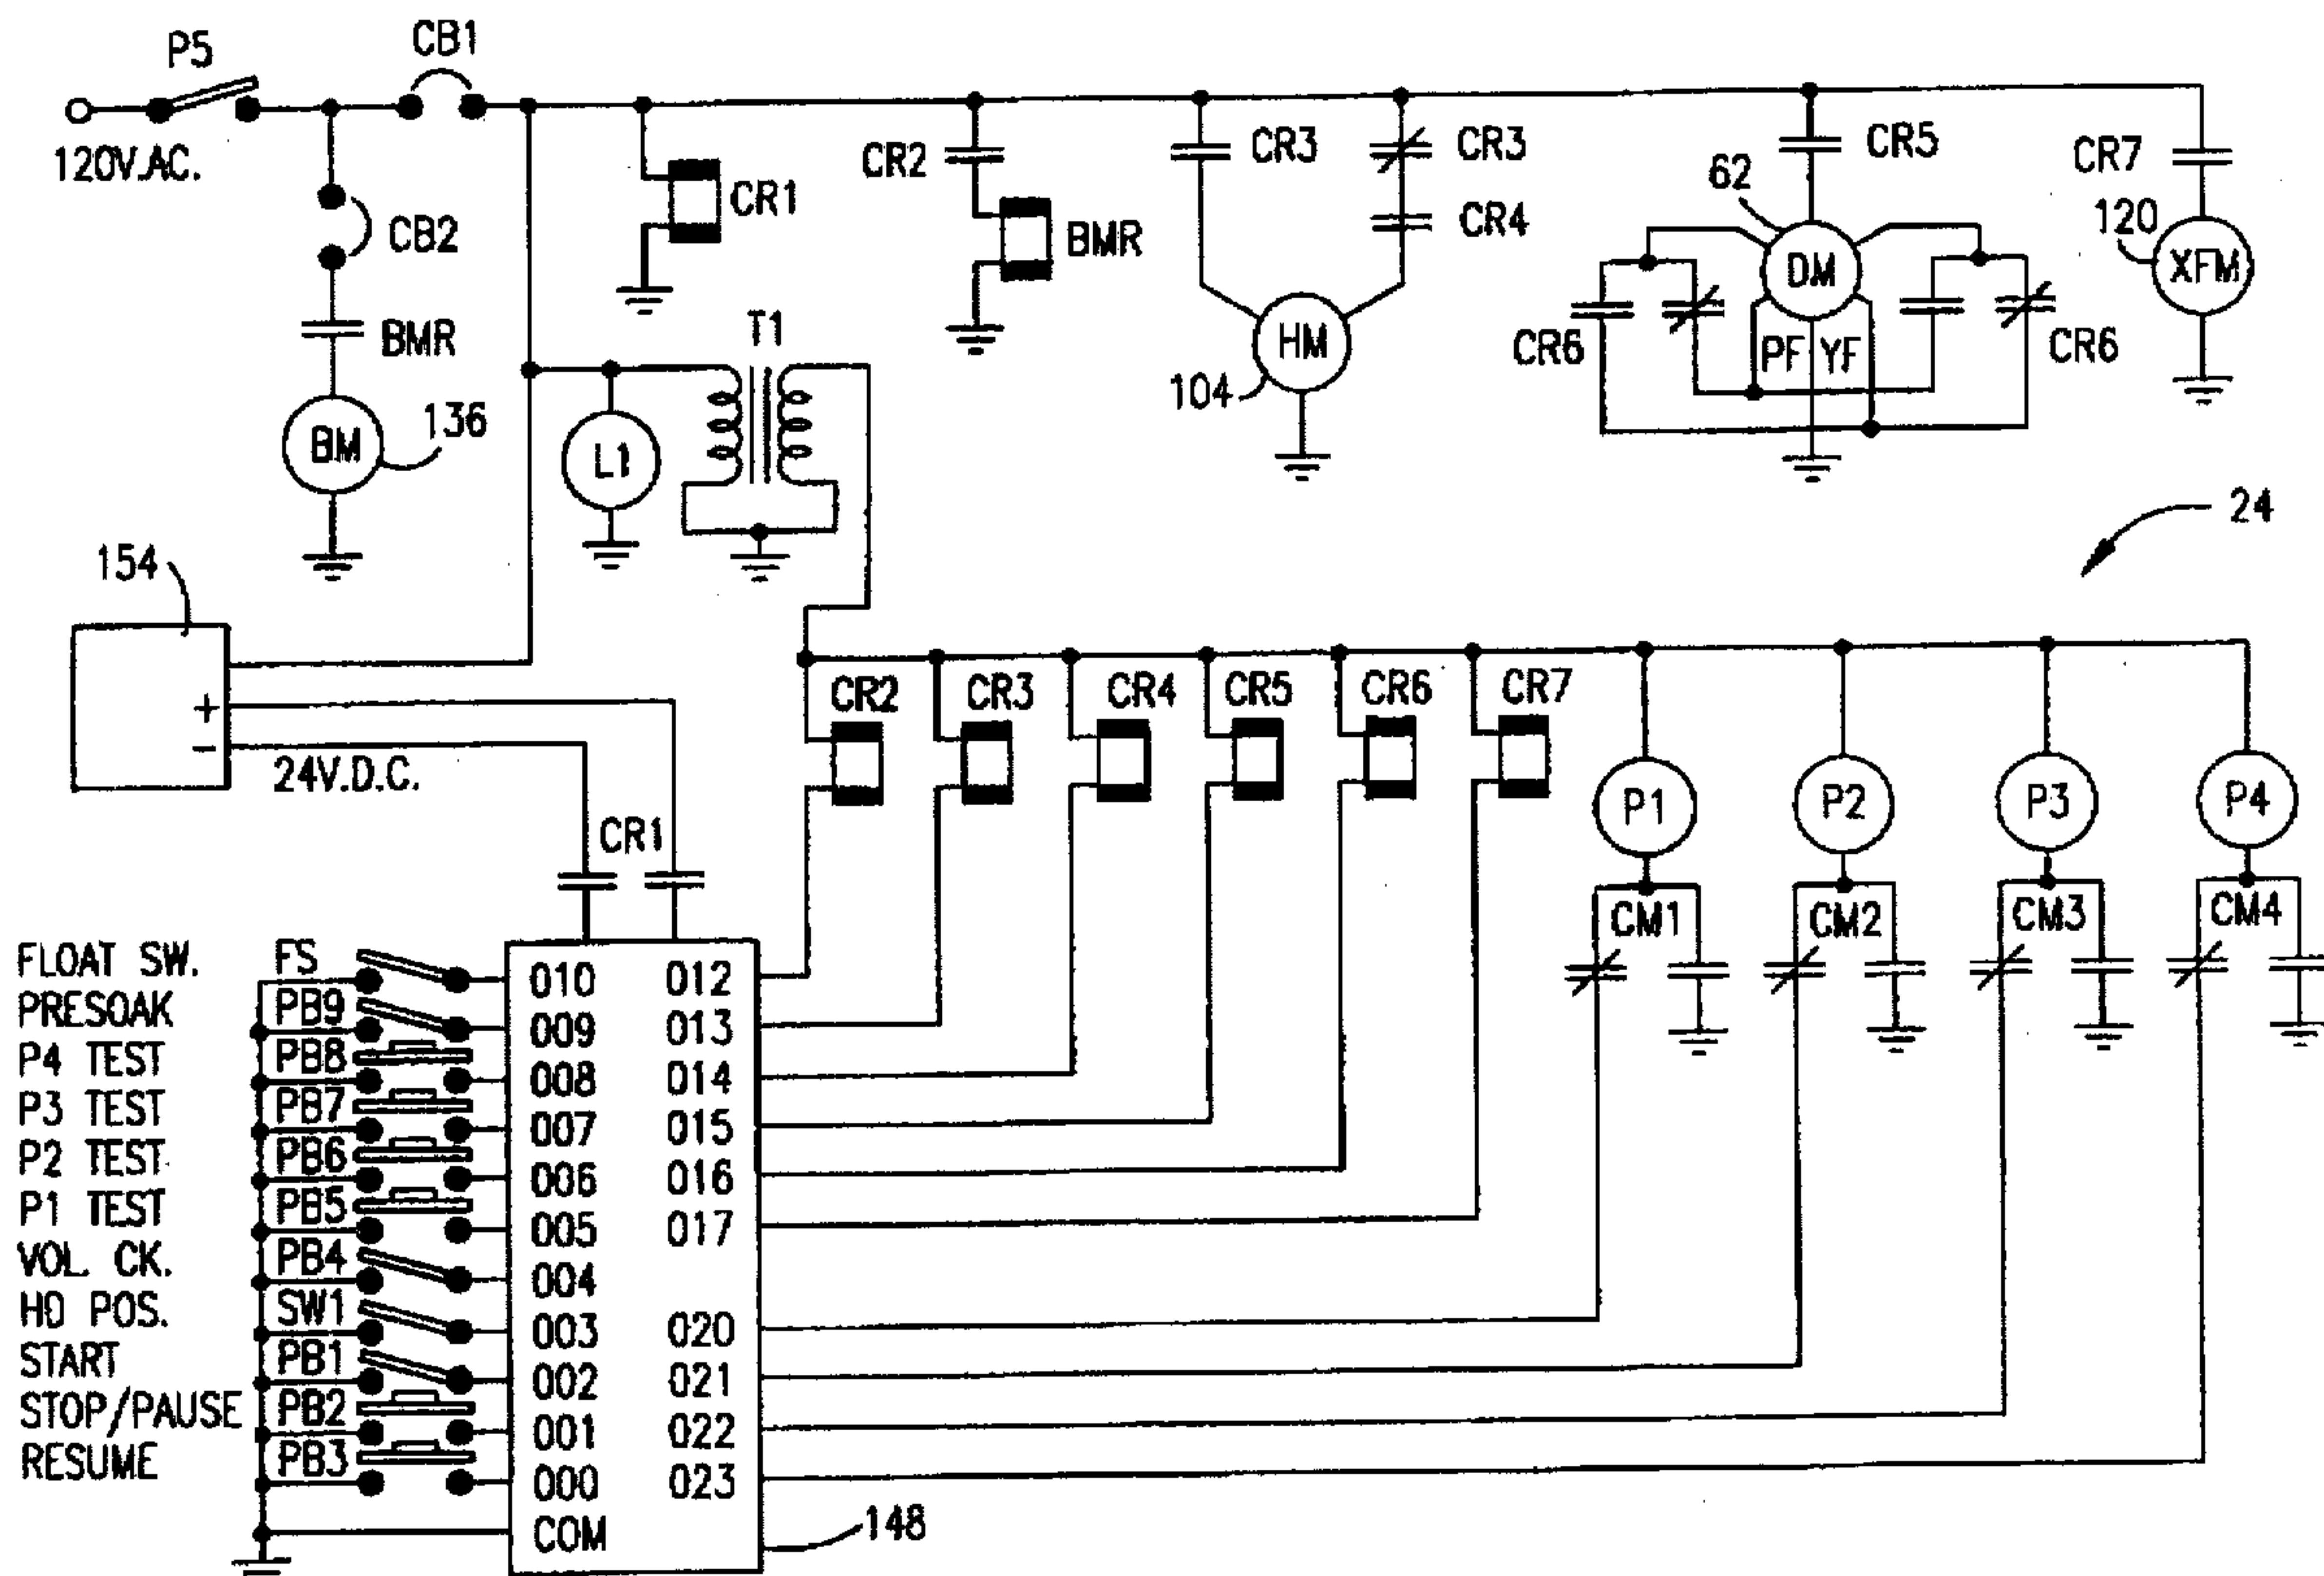 P5
CB1
120V.AC.
CB2
BMR
BM
136
CR1
CR2
BMR
CR3
CR3
CR4
HM
104
CR5
62
DM
PF YF
CR6
CR6
CR7
120
XFM
T1
L1
24
154
+
-
24V.D.C.
CR1
CR2
CR3
CR4
CR5
CR6
CR7
P1
P2
P3
P4
CM1
CM2
CM3
CM4
FLOAT SW. FS 010 012
PRESOAK PB9 009 013
P4 TEST PB8 008 014
P3 TEST PB7 007 015
P2 TEST PB6 006 016
P1 TEST PB5 005 017
VOL. CK. PB4 004
HD POS. SW1 003 020
START PB1 002 021
STOP/PAUSE PB2 001 022
RESUME PB3 000 023
COM
148